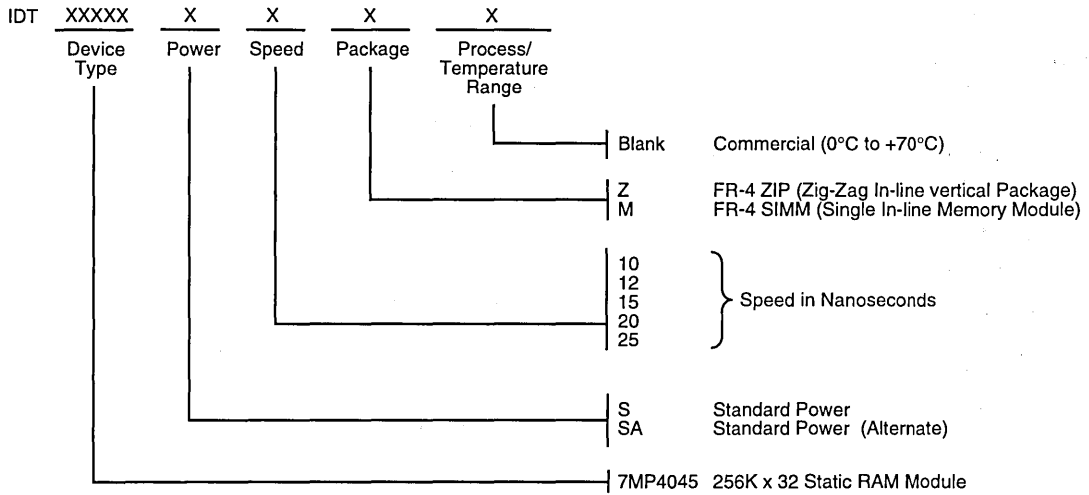 IDT XXXXX X X X X
Device Type Power Speed Package Process/ Temperature Range
Blank Commercial (0°C to +70°C)
Z FR-4 ZIP (Zig-Zag In-line vertical Package)
M FR-4 SIMM (Single In-line Memory Module)
10
12
15
20
25
Speed in Nanoseconds
S Standard Power
SA Standard Power (Alternate)
7MP4045 256K x 32 Static RAM Module